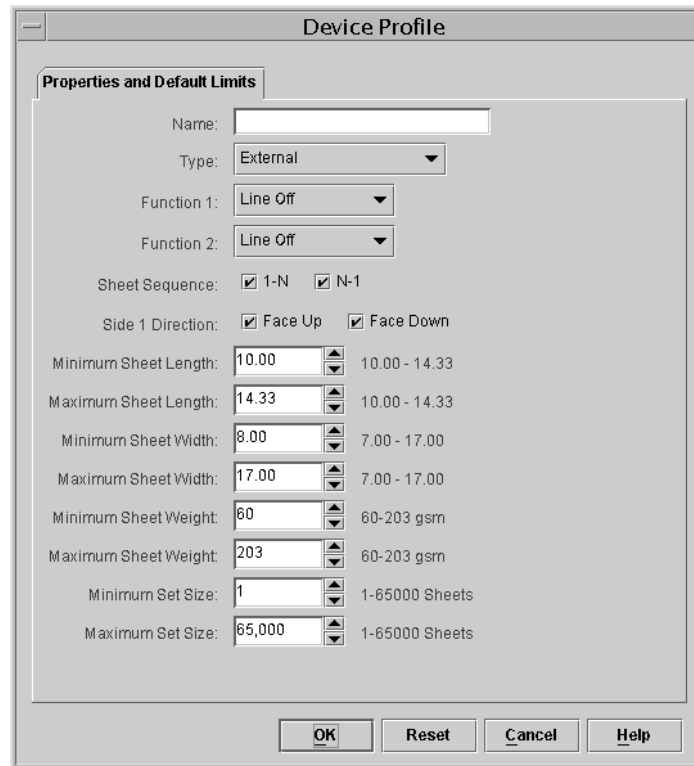 Device Profile
Properties and Default Limits
Name:
Type: External
Function 1: Line Off
Function 2: Line Off
Sheet Sequence: 1-N N-1
Side 1 Direction: Face Up Face Down
Minimum Sheet Length: 10.00 10.00 - 14.33
Maximum Sheet Length: 14.33 10.00 - 14.33
Minimum Sheet Width: 8.00 7.00 - 17.00
Maximum Sheet Width: 17.00 7.00 - 17.00
Minimum Sheet Weight: 60 60-203 gsm
Maximum Sheet Weight: 203 60-203 gsm
Minimum Set Size: 1 1-65000 Sheets
Maximum Set Size: 65,000 1-65000 Sheets
OK Reset Cancel Help